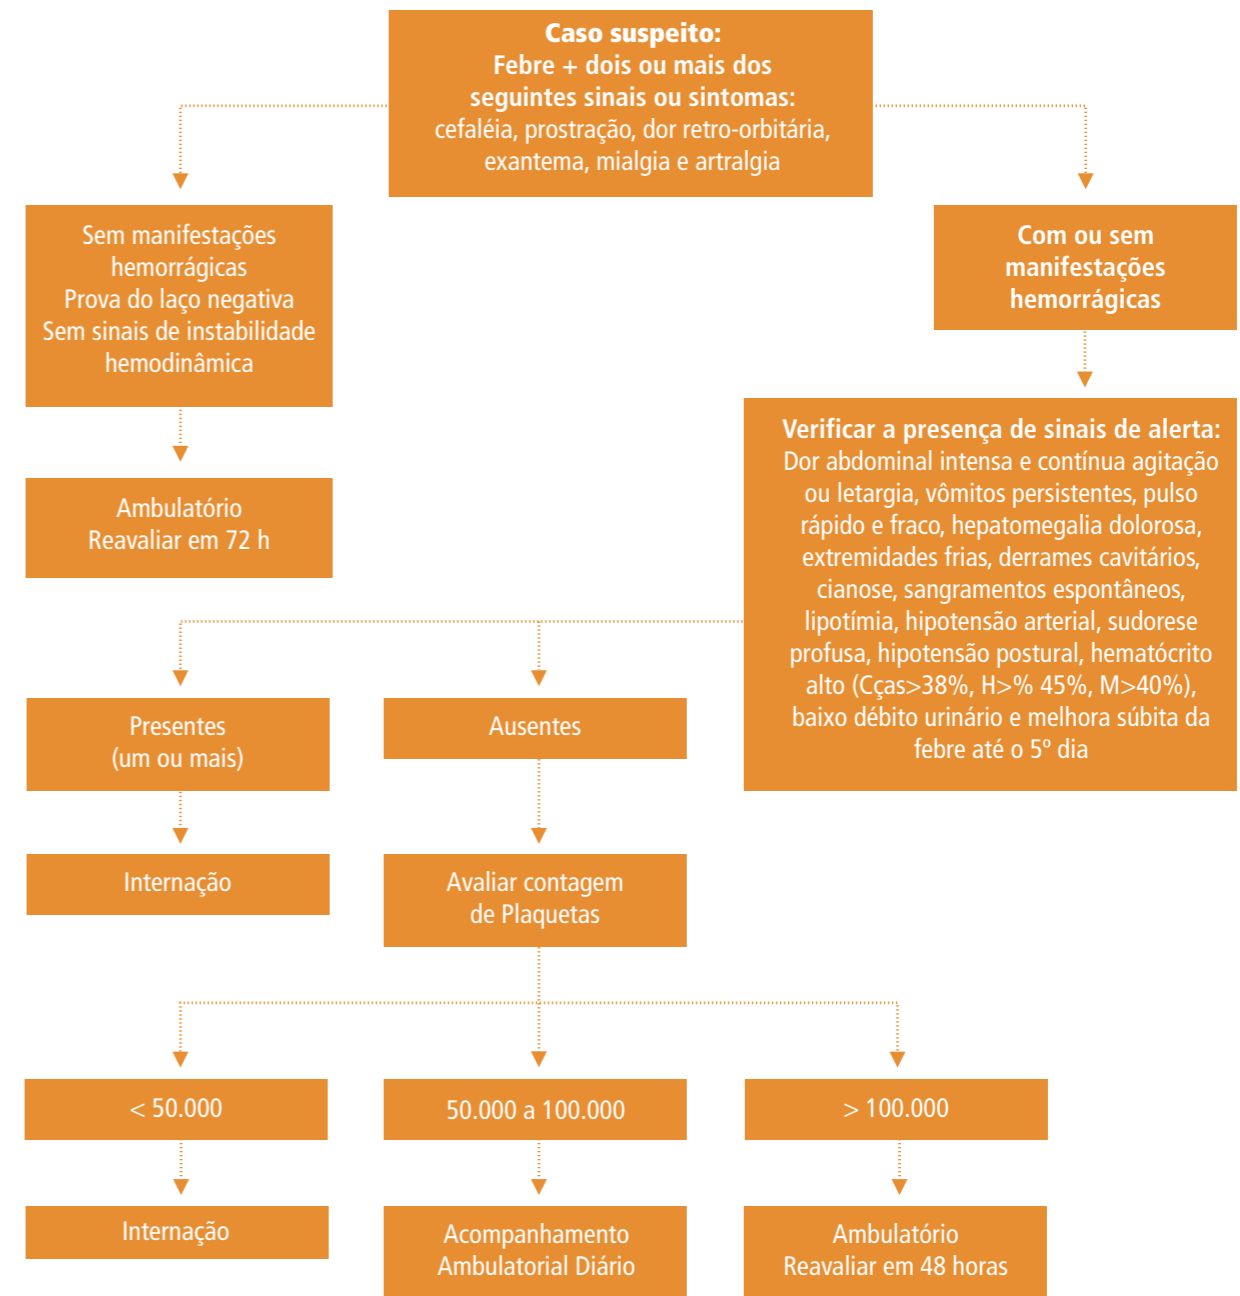 Caso suspeito:
Febre + dois ou mais dos
seguintes sinais ou sintomas:
cefaléia, prostração, dor retro-orbitária,
exantema, mialgia e artralgia
Sem manifestações
hemorrágicas
Prova do laço negativa
Sem sinais de instabilidade
hemodinâmica
Com ou sem
manifestações
hemorrágicas
Ambulatório
Reavaliar em 72 h
Verificar a presença de sinais de alerta:
Dor abdominal intensa e contínua agitação
ou letargia, vômitos persistentes, pulso
rápido e fraco, hepatomegalia dolorosa,
extremidades frias, derrames cavitários,
cianose, sangramentos espontâneos,
lipotímia, hipotensão arterial, sudorese
profusa, hipotensão postural, hematócrito
alto (Cças>38%, H>% 45%, M>40%),
baixo débito urinário e melhora súbita da
febre até o 5º dia
Presentes
(um ou mais)
Ausentes
Internação
Avaliar contagem
de Plaquetas
< 50.000
50.000 a 100.000
> 100.000
Internação
Acompanhamento
Ambulatorial Diário
Ambulatório
Reavaliar em 48 horas